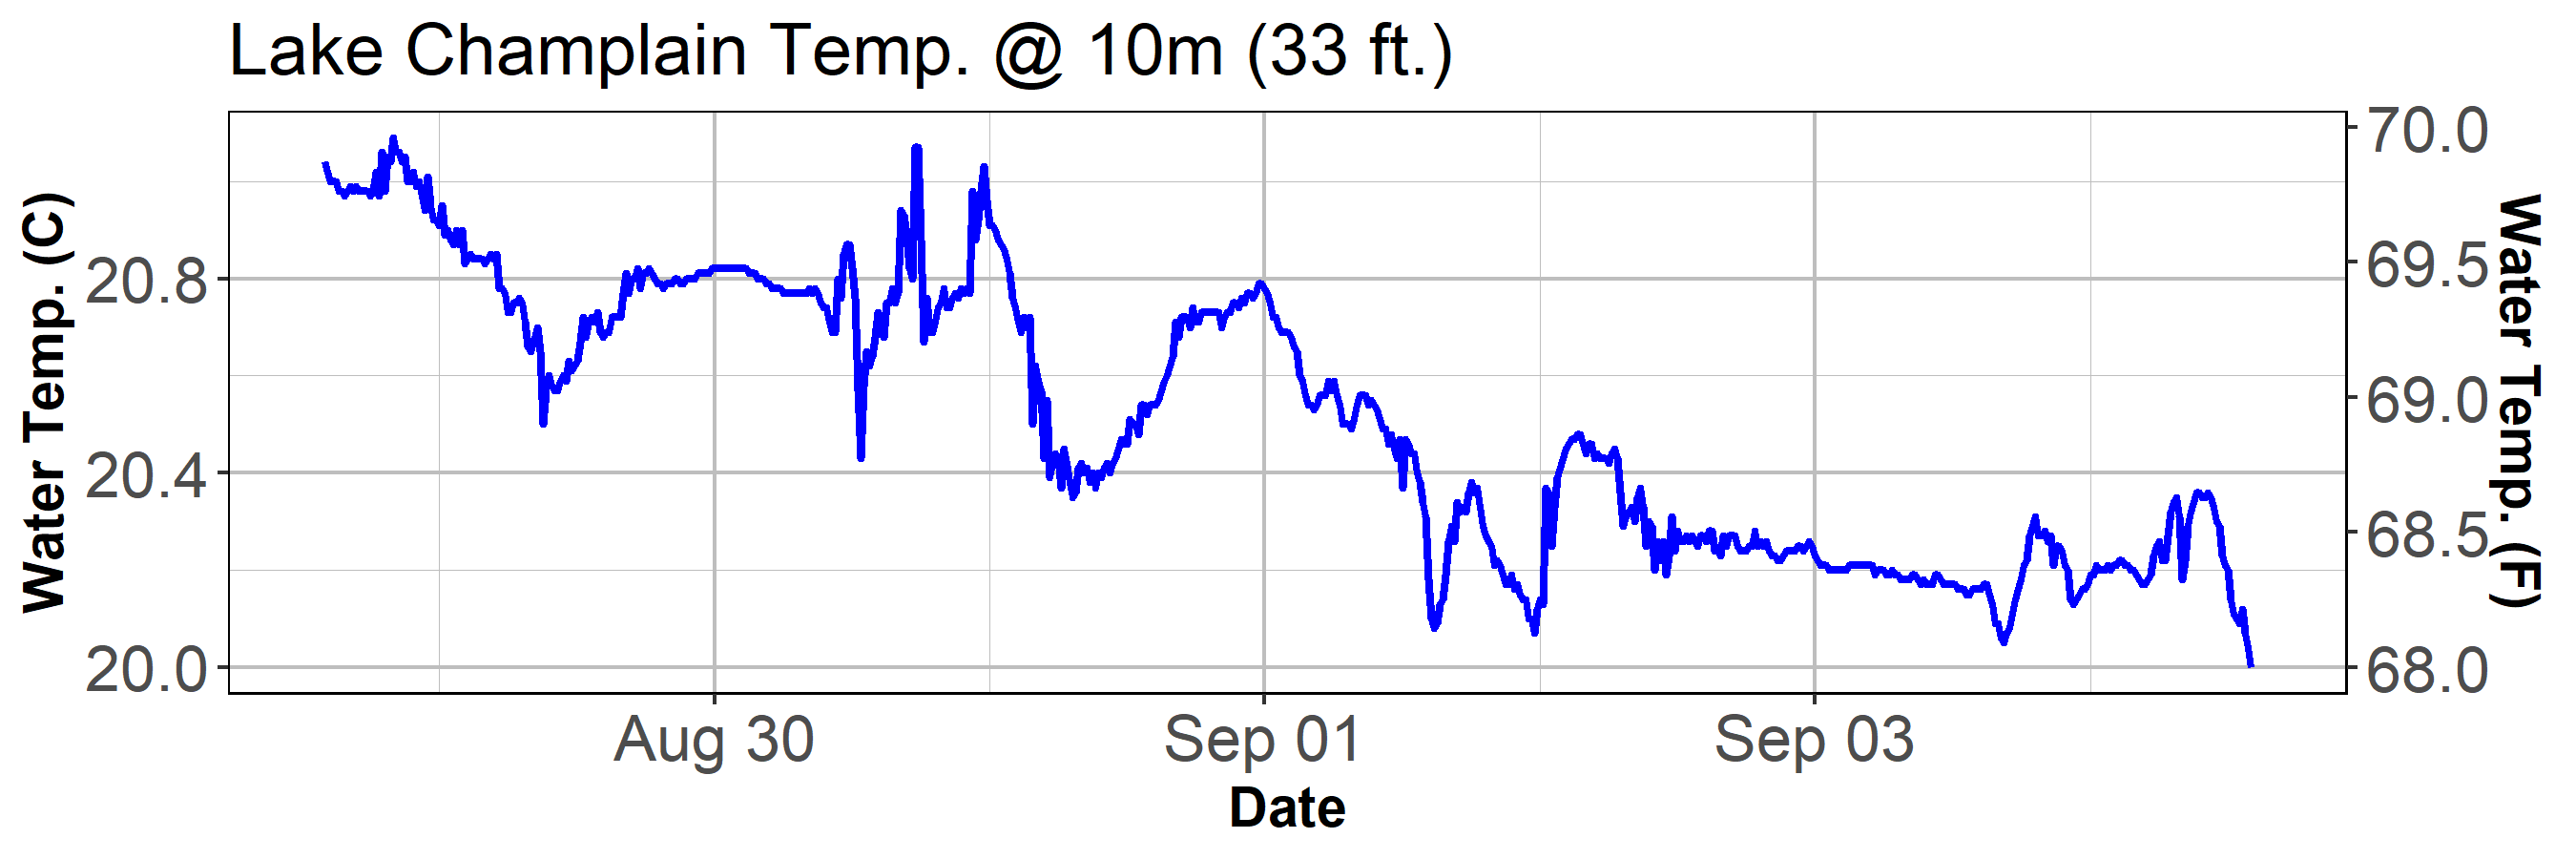 Lake Champlain Temp. @ 10m (33 ft.)
Water Temp. (C)
20.8
20.4
20.0
70.0
69.5
69.0
68.5
68.0
Water Temp. (F)
Aug 30
Sep 01
Sep 03
Date